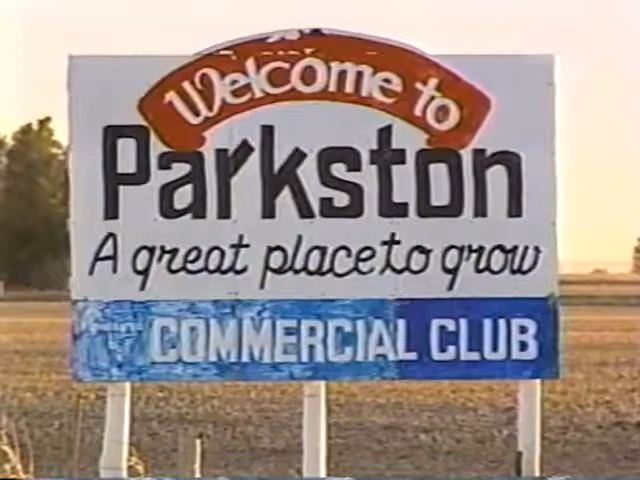 Welcome to
Parkston
A great place to grow
COMMERCIAL CLUB